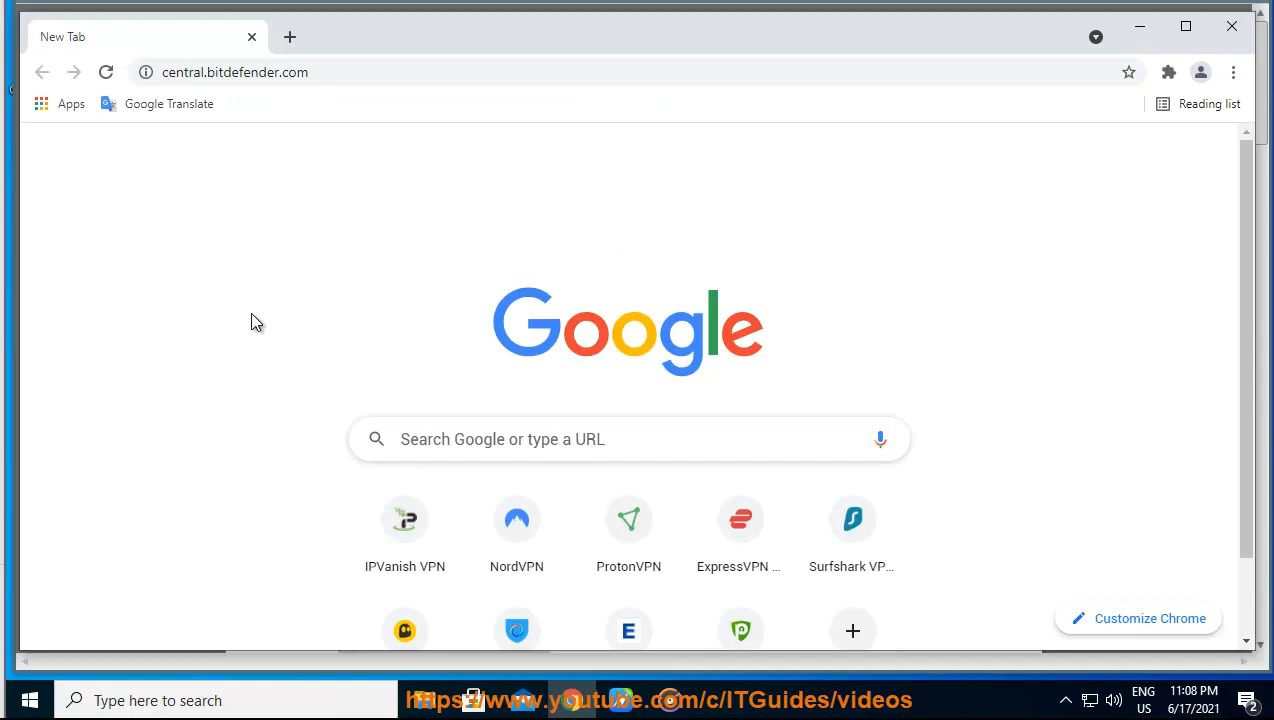 New Tab
central.bitdefender.com
Apps
Google Translate
Reading list
Google
Search Google or type a URL
IPVanish VPN
NordVPN
ProtonVPN
ExpressVPN ...
Surfshark VP...
Customize Chrome
Type here to search
https://www.youtube.com/c/ITGuides/videos
ENG
US
11:08 PM
6/17/2021
2